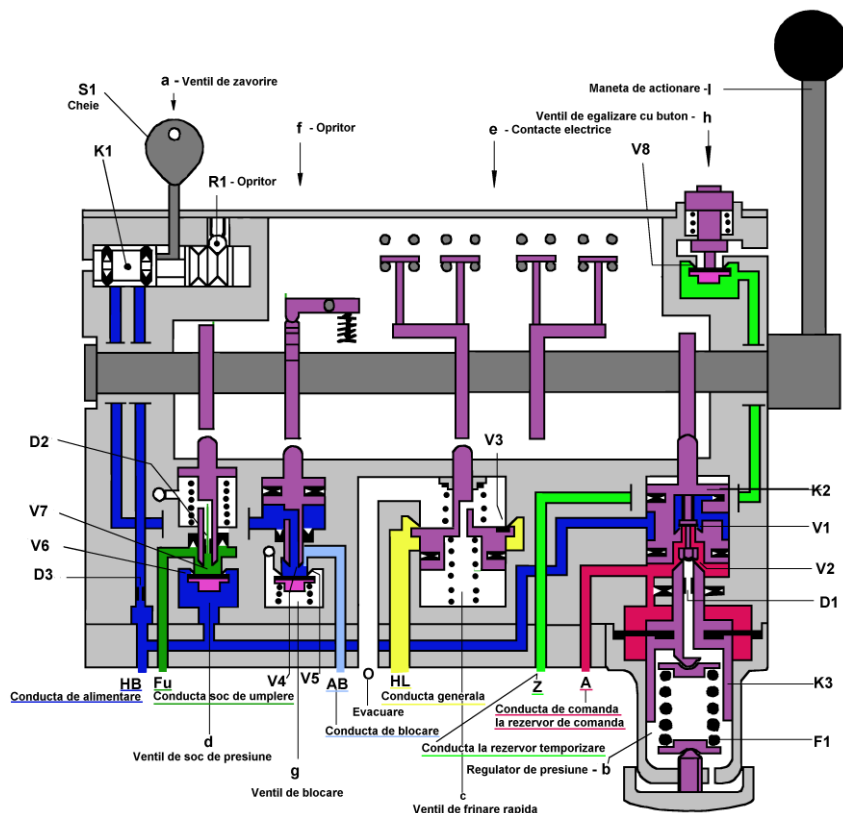 a - Ventil de zavorire
S1
Cheie
K1
f - Opritor
R1 - Opritor
Maneta de actionare -l
Ventil de egalizare cu buton - h
e - Contacte electrice
V8
D2
V7
V6
D3
V3
K2
V1
V2
D1
K3
F1
HB
Conducta de alimentare
Fu
Conducta soc de umplere
V4
V5
AB
Conducta de blocare
Evacuare
HL
Conducta generala
Z
Conducta la rezervor temporizare
A
Conducta de comanda
la rezervor de comanda
d
Ventil de soc de presiune
g
Ventil de blocare
c
Ventil de frinare rapida
Regulator de presiune - b